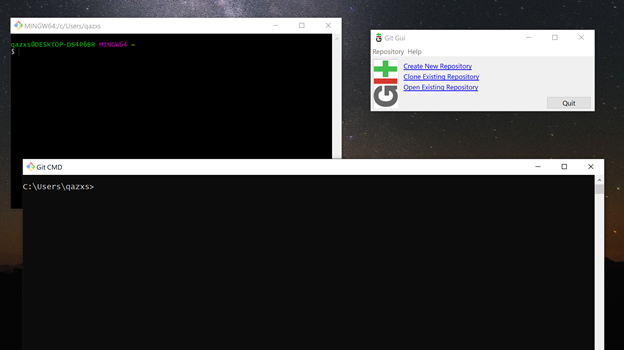 MINGW64:/c/Users/qazxs
qazxs@DESKTOP-DS4P6BR MINGW64 ~
$
Git Gui
Repository Help
Create New Repository
Clone Existing Repository
Open Existing Repository
GIT
Quit
Git CMD
C:\Users\qazxs>